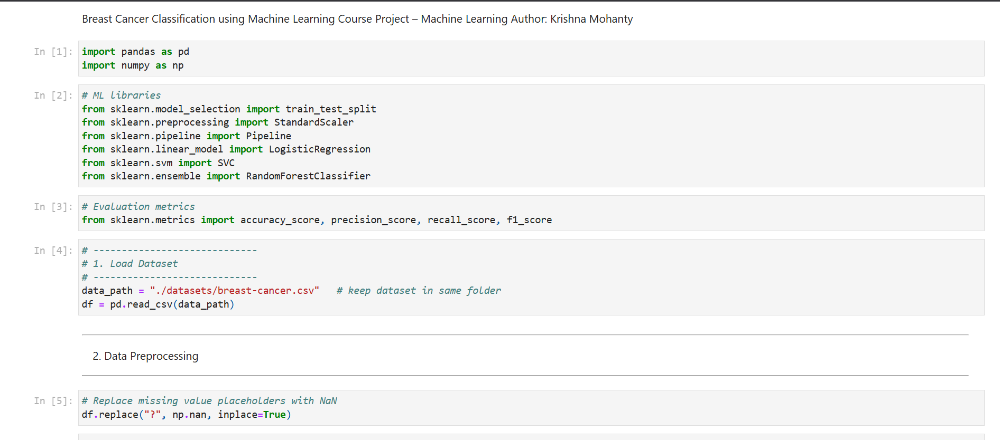 Breast Cancer Classification using Machine Learning Course Project – Machine Learning Author: Krishna Mohanty
In [1]:
import pandas as pd
import numpy as np
In [2]:
# ML libraries
from sklearn.model_selection import train_test_split
from sklearn.preprocessing import StandardScaler
from sklearn.pipeline import Pipeline
from sklearn.linear_model import LogisticRegression
from sklearn.svm import SVC
from sklearn.ensemble import RandomForestClassifier
In [3]:
# Evaluation metrics
from sklearn.metrics import accuracy_score, precision_score, recall_score, f1_score
In [4]:
# -----------------------------
# 1. Load Dataset
# -----------------------------
data_path = "./datasets/breast-cancer.csv"   # keep dataset in same folder
df = pd.read_csv(data_path)
2. Data Preprocessing
In [5]:
# Replace missing value placeholders with NaN
df.replace("?", np.nan, inplace=True)